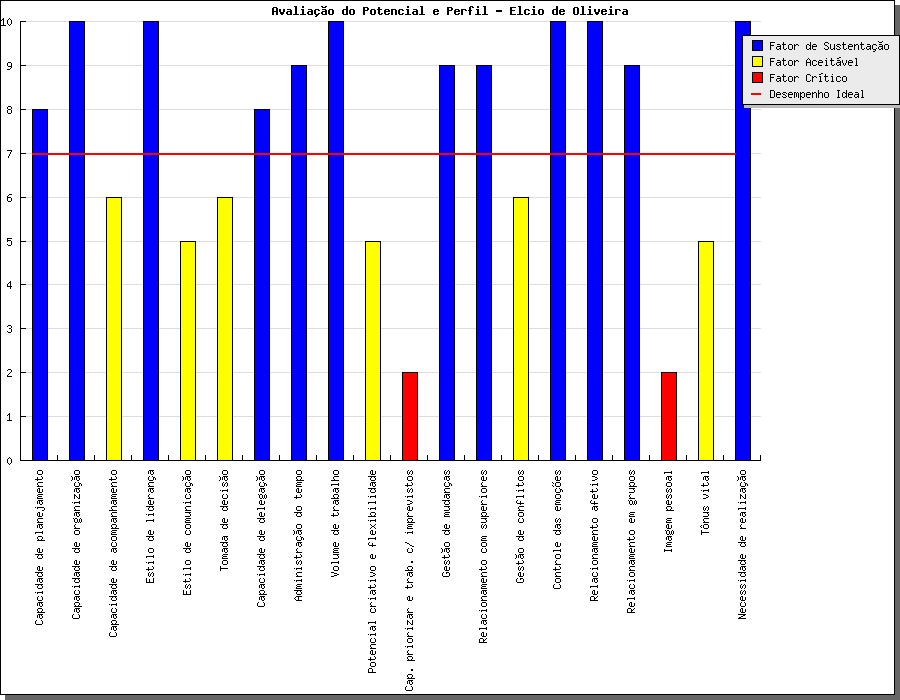 Avaliação do Potencial e Perfil - Elcio de Oliveira
Fator de Sustentação
Fator Aceitável
Fator Crítico
Desempenho Ideal
10
9
8
7
6
5
4
3
2
1
0
Capacidade de planejamento
Capacidade de organização
Capacidade de acompanhamento
Estilo de liderança
Estilo de comunicação
Tomada de decisão
Capacidade de delegação
Administração do tempo
Volume de trabalho
Potencial criativo e flexibilidade
Cap. priorizar e trab. c/ imprevistos
Gestão de mudanças
Relacionamento com superiores
Gestão de conflitos
Controle das emoções
Relacionamento afetivo
Relacionamento em grupos
Imagem pessoal
Tônus vital
Necessidade de realização